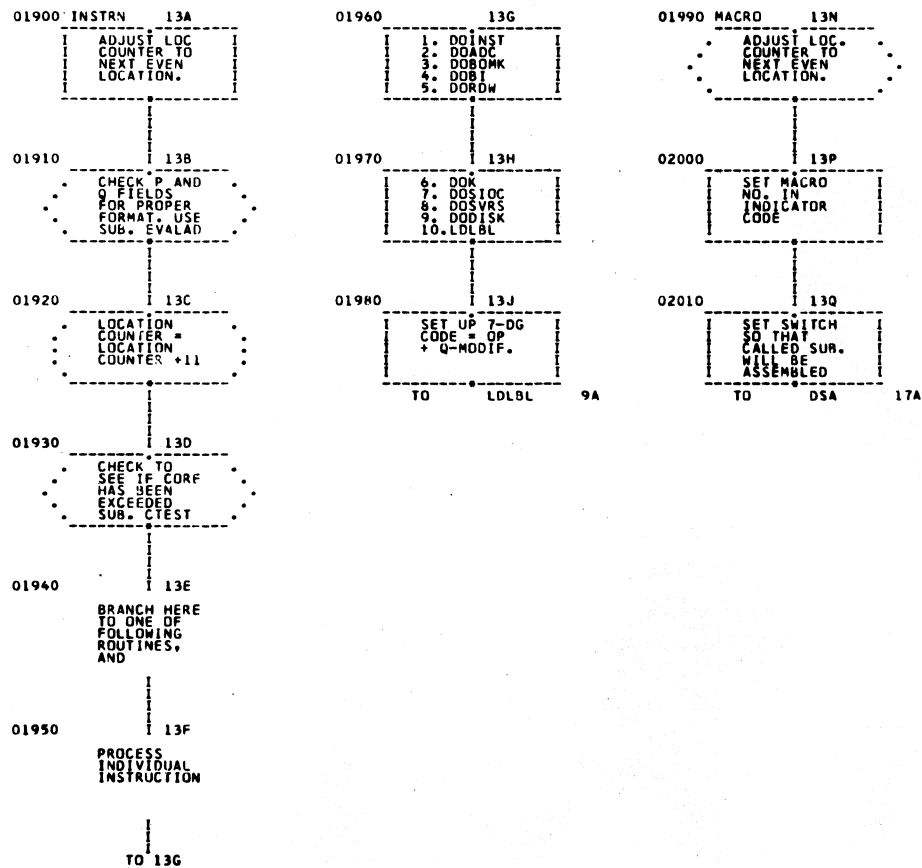 01900 INSTRN 13A
ADJUST LOC
COUNTER TO
NEXT EVEN
LOCATION.
01910 13B
CHECK P AND
Q FIELDS
FOR PROPER
FORMAT. USE
SUB. EVALAD
01920 13C
LOCATION
COUNTER =
LOCATION
COUNTER +11
01930 13D
CHECK TO
SEE IF CORE
HAS BEEN
EXCEEDED
SUB. CTEST
01940 13E
BRANCH HERE
TO ONE OF
FOLLOWING
ROUTINES,
AND
01950 13F
PROCESS
INDIVIDUAL
INSTRUCTION
TO 13G
01960 13G
1. DOINST
2. DOADC
3. DOBOMK
4. DOBI
5. DORDW
01970 13H
6. DOK
7. DOSIOC
8. DOSVRS
9. DODISK
10.LDLBL
01980 13J
SET UP 7-DG
CODE = OP
+ Q-MODIF.
TO LDLBL 9A
01990 MACRO 13N
ADJUST LOC.
COUNTER TO
NEXT EVEN
LOCATION.
02000 13P
SET MACRO
NO. IN
INDICATOR
CODE
02010 13Q
SET SWITCH
SO THAT
CALLED SUB.
WILL BE
ASSEMBLED
TO DSA 17A